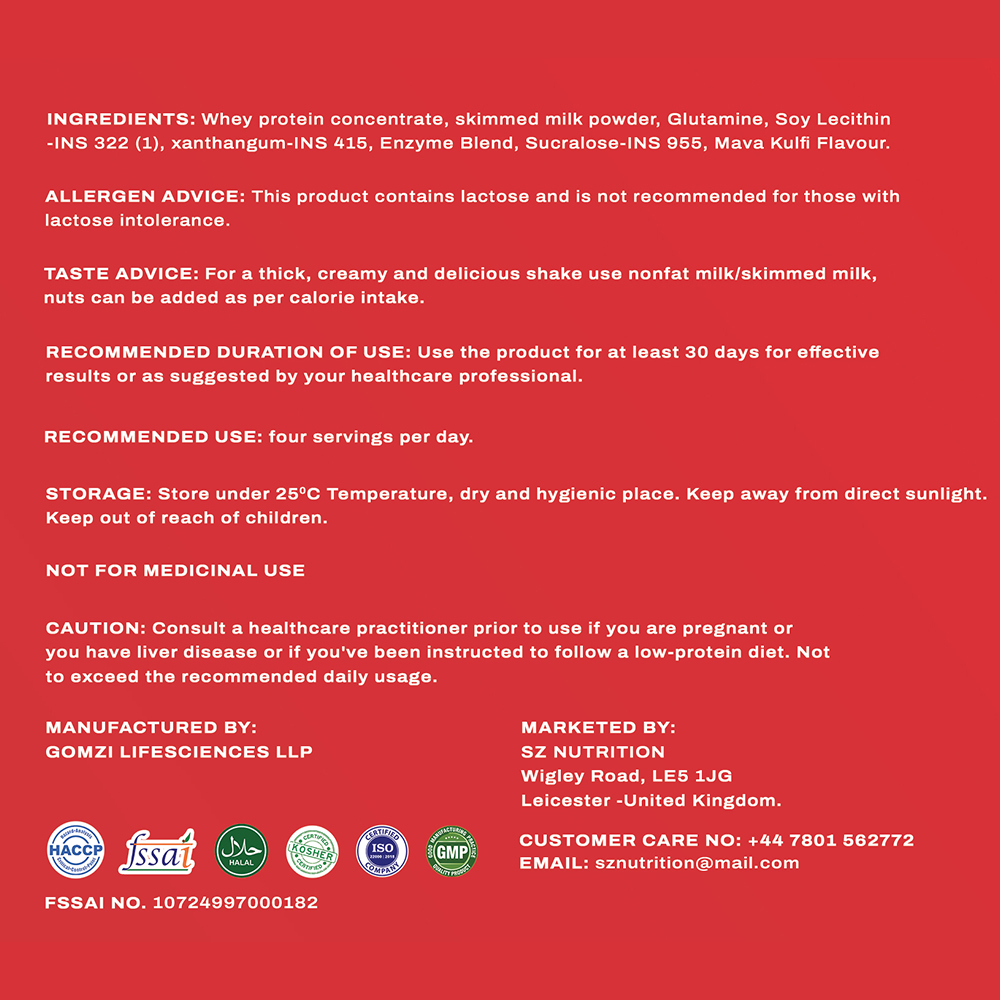 INGREDIENTS: Whey protein concentrate, skimmed milk powder, Glutamine, Soy Lecithin
-INS 322 (1), xanthangum-INS 415, Enzyme Blend, Sucralose-INS 955, Mava Kulfi Flavour.
ALLERGEN ADVICE: This product contains lactose and is not recommended for those with
lactose intolerance.
TASTE ADVICE: For a thick, creamy and delicious shake use nonfat milk/skimmed milk,
nuts can be added as per calorie intake.
RECOMMENDED DURATION OF USE: Use the product for at least 30 days for effective
results or as suggested by your healthcare professional.
RECOMMENDED USE: four servings per day.
STORAGE: Store under 25⁰C Temperature, dry and hygienic place. Keep away from direct sunlight.
Keep out of reach of children.
NOT FOR MEDICINAL USE
CAUTION: Consult a healthcare practitioner prior to use if you are pregnant or
you have liver disease or if you've been instructed to follow a low-protein diet. Not
to exceed the recommended daily usage.
MANUFACTURED BY:
GOMZI LIFESCIENCES LLP
MARKETED BY:
SZ NUTRITION
Wigley Road, LE5 1JG
Leicester -United Kingdom.
HACCP
fssai
حلال
HALAL
CERTIFIED
KOSHER
CERTIFIED
CERTIFIED
ISO
22000 : 2018
COMPANY
GOOD MANUFACTURING PRACTICE
GMP
QUALITY PRODUCT
CUSTOMER CARE NO: +44 7801 562772
EMAIL: sznutrition@mail.com
FSSAI NO. 10724997000182